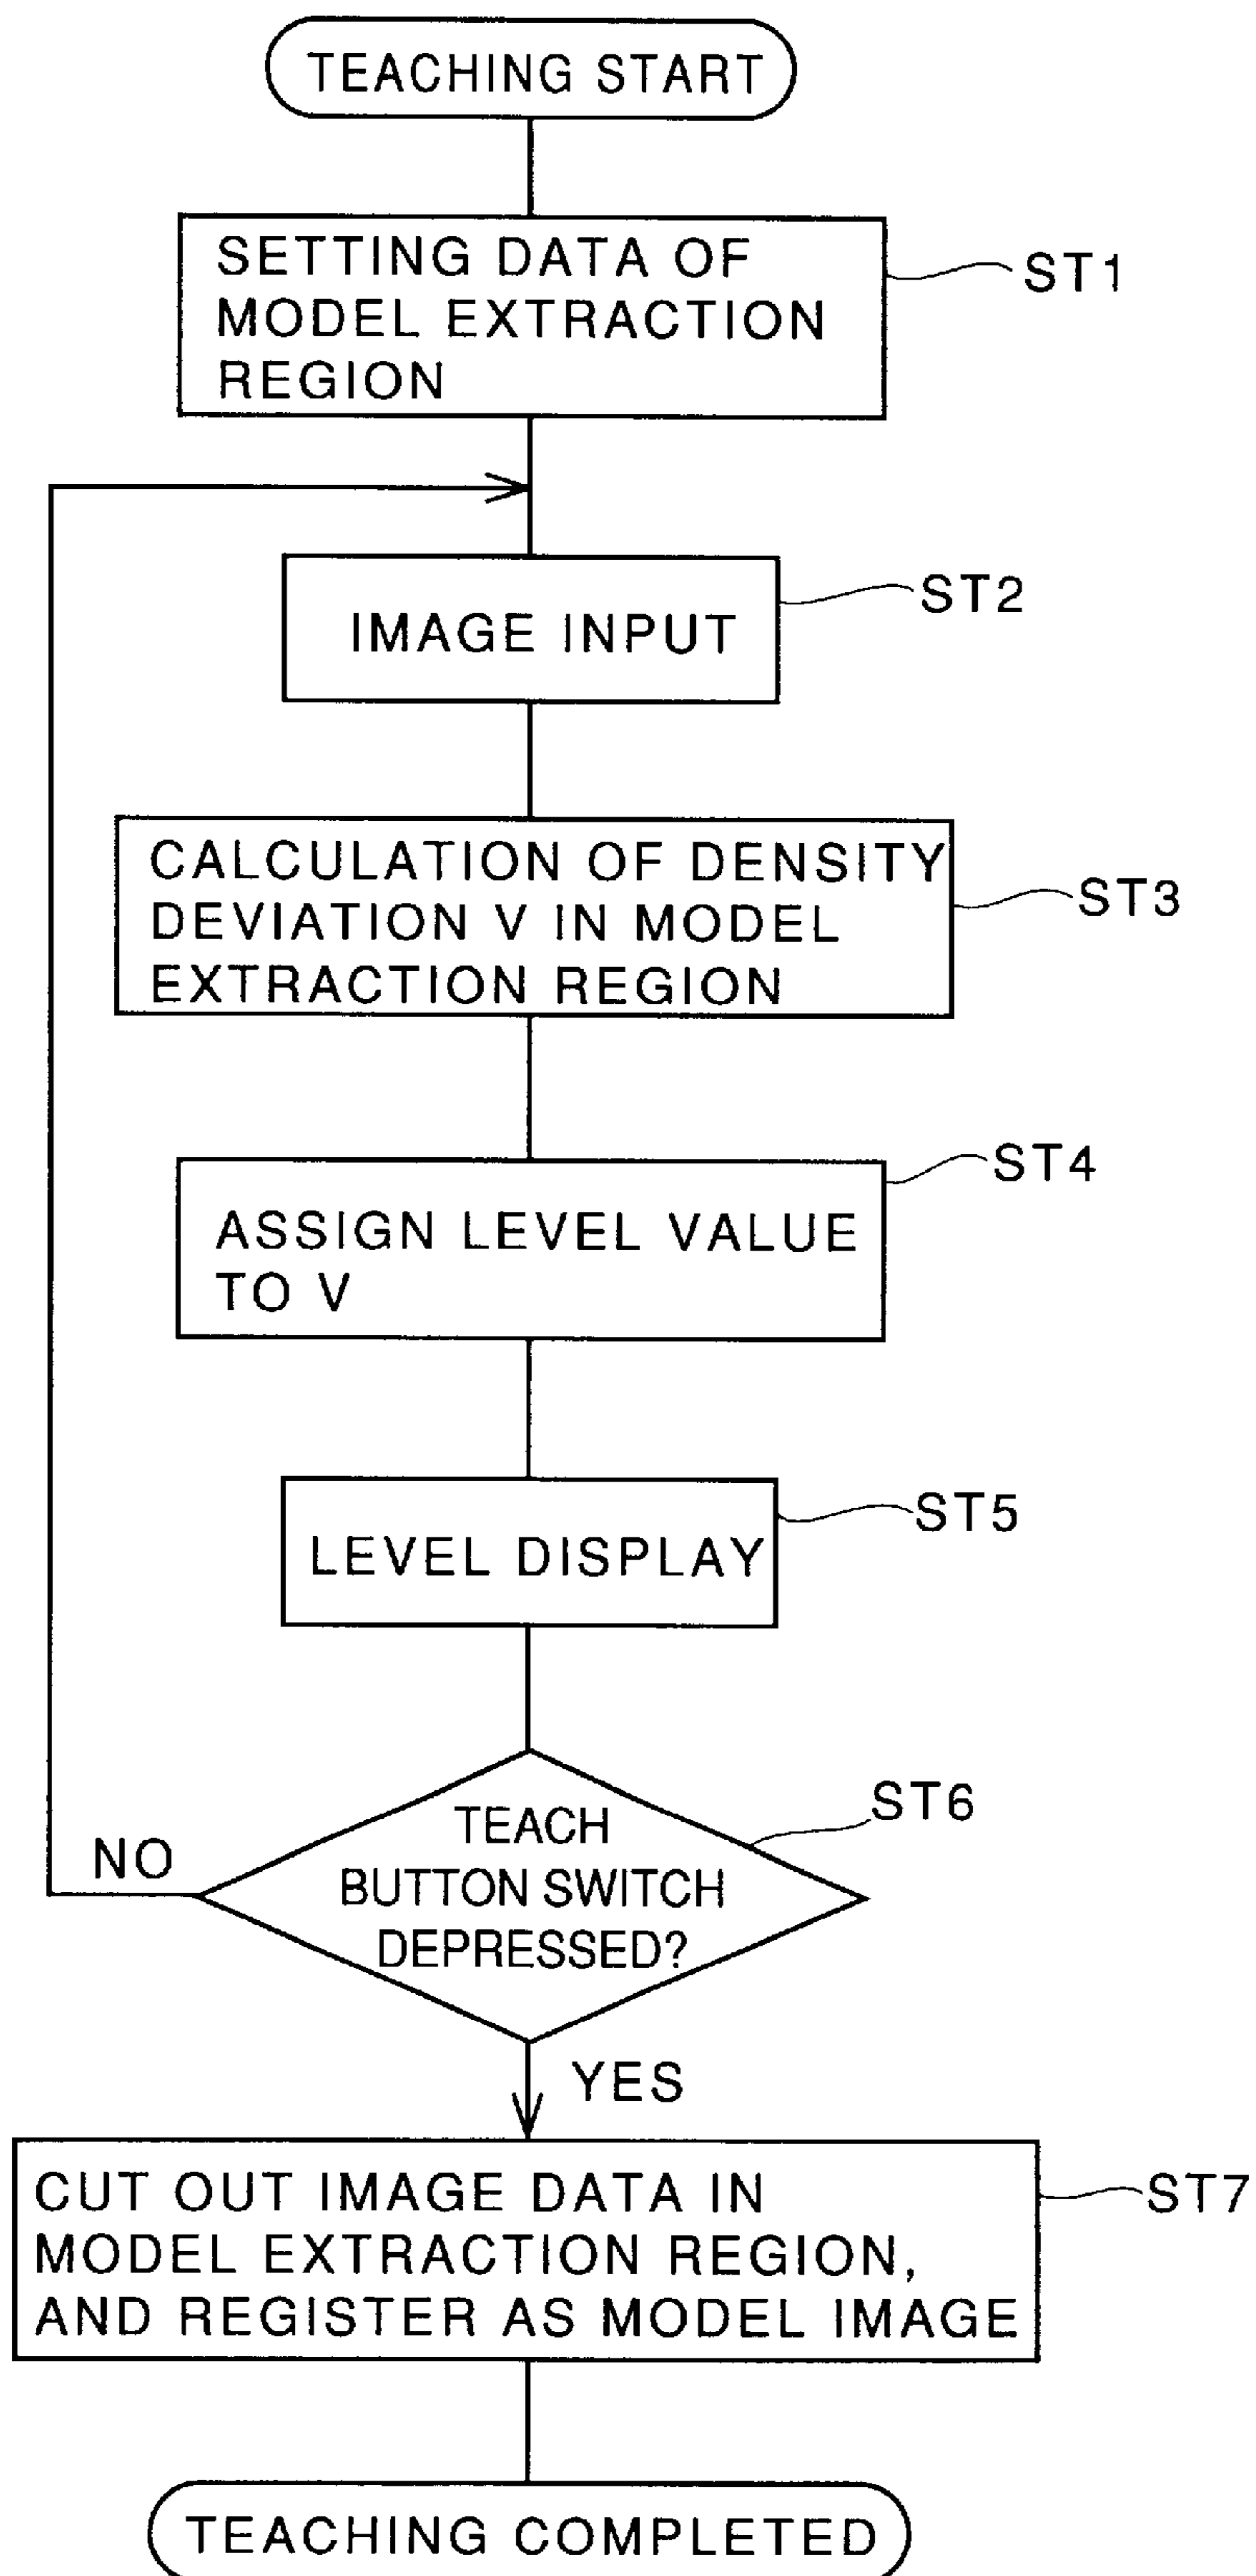 TEACHING START
SETTING DATA OF
MODEL EXTRACTION
REGION
ST1
IMAGE INPUT
ST2
CALCULATION OF DENSITY
DEVIATION V IN MODEL
EXTRACTION REGION
ST3
ASSIGN LEVEL VALUE
TO V
ST4
LEVEL DISPLAY
ST5
TEACH
BUTTON SWITCH
DEPRESSED?
ST6
NO
YES
CUT OUT IMAGE DATA IN
MODEL EXTRACTION REGION,
AND REGISTER AS MODEL IMAGE
ST7
TEACHING COMPLETED